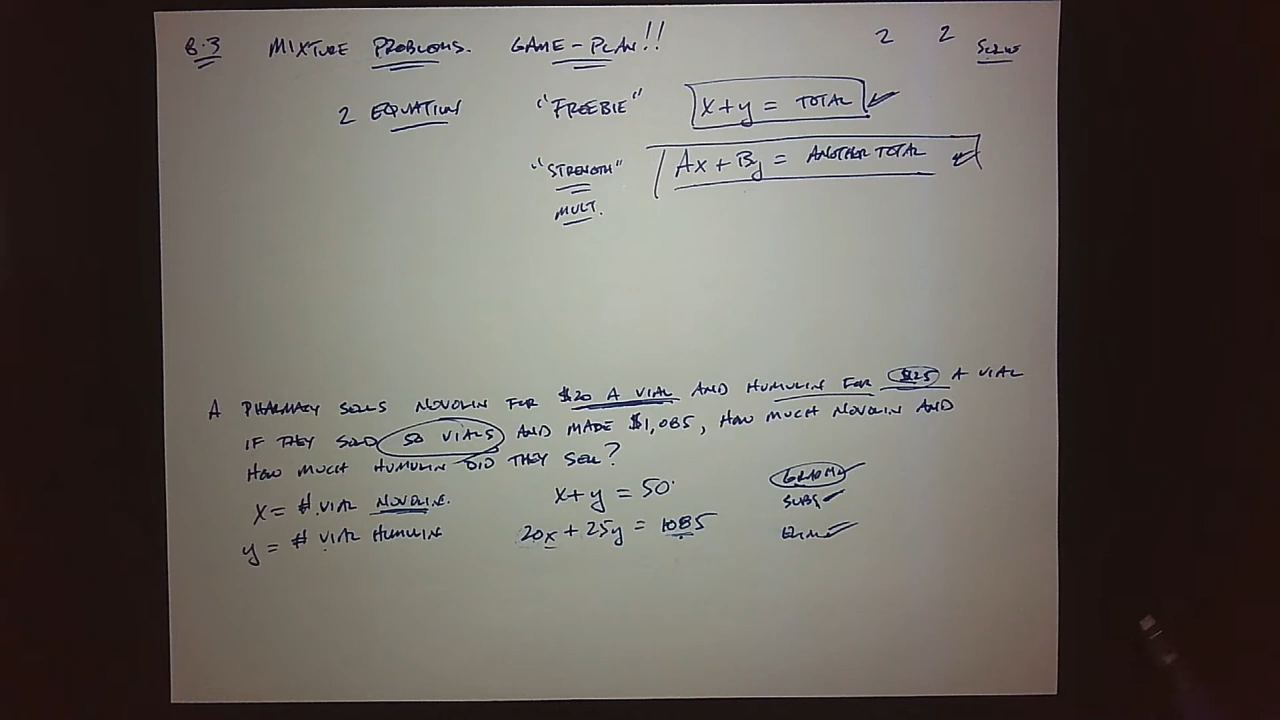 8.3 MIXTURE PROBLEMS. GAME-PLAN!! 2 2
2 EQUATION "FREEBIE" x+y = TOTAL
"STRENGTH" Ax + By = ANOTHER TOTAL
MULT.
A PHARMACY SELLS NOVOLIN FOR $20 A VIAL AND HUMULIN FOR $25 A VIAL
IF THEY SOLD 50 VIALS AND MADE $1,085, HOW MUCH NOVOLIN AND
HOW MUCH HUMULIN DID THEY SELL?
x = # VIAL NOVOLINE. x+y = 50
y = # VIAL HUMULIN 20x + 25y = 1085
SUBS
ELIM